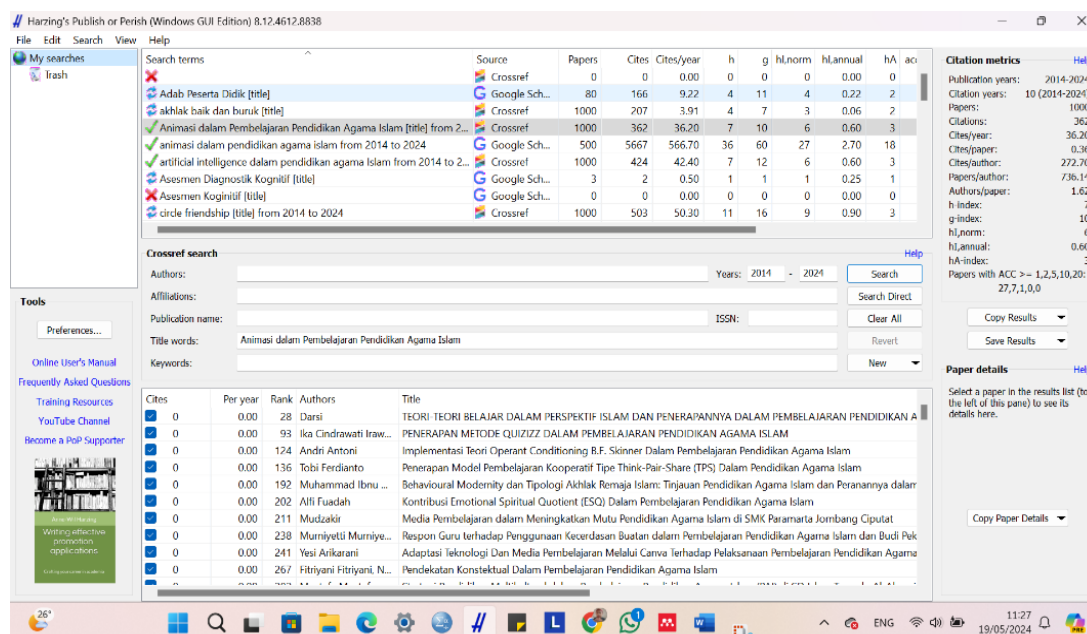 Harzing's Publish or Perish (Windows GUI Edition) 8.12.4612.8838
File Edit Search View Help
My searches
Trash
Search terms Source Papers Cites Cites/year h g hI,norm hI,annual hA acc
Crossref 0 0 0.00 0 0 0 0.00 0
Adab Peserta Didik [title] Google Sch... 80 166 9.22 4 11 4 0.22 2
akhlak baik dan buruk [title] Crossref 1000 207 3.91 4 7 3 0.06 2
Animasi dalam Pembelajaran Pendidikan Agama Islam [title] from 2... Crossref 1000 362 36.20 7 10 6 0.60 3
animasi dalam pendidikan agama islam from 2014 to 2024 Google Sch... 500 5667 566.70 36 60 27 2.70 18
artificial intelligence dalam pendidikan agama Islam from 2014 to 2... Crossref 1000 424 42.40 7 12 6 0.60 3
Asesmen Diagnostik Kognitif [title] Google Sch... 3 2 0.50 1 1 1 0.25 1
Asesmen Koginitif [title] Google Sch... 0 0 0.00 0 0 0 0.00 0
circle friendship [title] from 2014 to 2024 Crossref 1000 503 50.30 11 16 9 0.90 3
Crossref search Help
Authors: Years: 2014 - 2024 Search
Affiliations: Search Direct
Publication name: ISSN: Clear All
Title words: Animasi dalam Pembelajaran Pendidikan Agama Islam Revert
Keywords: New
Cites Per year Rank Authors Title
0 0.00 28 Darsi TEORI-TEORI BELAJAR DALAM PERSPEKTIF ISLAM DAN PENERAPANNYA DALAM PEMBELAJARAN PENDIDIKAN A
0 0.00 93 Ika Cindrawati Iraw... PENERAPAN METODE QUIZIZZ DALAM PEMBELAJARAN PENDIDIKAN AGAMA ISLAM
0 0.00 124 Andri Antoni Implementasi Teori Operant Conditioning B.F. Skinner Dalam Pembelajaran Pendidikan Agama Islam
0 0.00 136 Tobi Ferdianto Penerapan Model Pembelajaran Kooperatif Tipe Think-Pair-Share (TPS) Dalam Pendidikan Agama Islam
0 0.00 192 Muhammad Ibnu ... Behavioural Modernity dan Tipologi Akhlak Remaja Islam: Tinjauan Pendidikan Agama Islam dan Peranannya dalam
0 0.00 202 Alfi Fuadah Kontribusi Emotional Spiritual Quotient (ESQ) Dalam Pembelajaran Pendidikan Agama Islam
0 0.00 211 Mudzakir Media Pembelajaran dalam Meningkatkan Mutu Pendidikan Agama Islam di SMK Paramarta Jombang Ciputat
0 0.00 238 Murniyetti Murniye... Respon Guru terhadap Penggunaan Kecerdasan Buatan dalam Pembelajaran Pendidikan Agama Islam dan Budi Pek
0 0.00 241 Yesi Arikarani Adaptasi Teknologi Dan Media Pembelajaran Melalui Canva Terhadap Pelaksanaan Pembelajaran Pendidikan Agama
0 0.00 267 Fitriyani Fitriyani, N... Pendekatan Konstektual Dalam Pembelajaran Pendidikan Agama Islam
Tools
Preferences...
Online User's Manual
Frequently Asked Questions
Training Resources
YouTube Channel
Become a PoP Supporter
Writing effective
promotion
applications
Citation metrics Hel
Publication years: 2014-2024
Citation years: 10 (2014-2024)
Papers: 1000
Citations: 362
Cites/year: 36.20
Cites/paper: 0.36
Cites/author: 272.70
Papers/author: 736.14
Authors/paper: 1.62
h-index: 7
g-index: 10
hI,norm: 6
hI,annual: 0.60
hA-index: 3
Papers with ACC >= 1,2,5,10,20:
27,7,1,0,0
Copy Results
Save Results
Paper details Hel
Select a paper in the results list (to
the left of this pane) to see its
details here.
Copy Paper Details
26°
ENG
11:27
19/05/2024